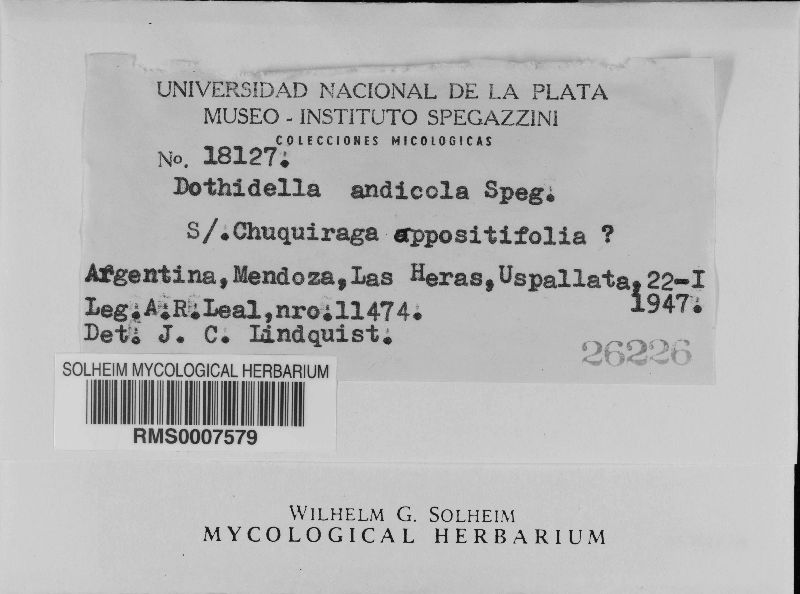 UNIVERSIDAD NACIONAL DE LA PLATA
MUSEO - INSTITUTO SPEGAZZINI
COLECCIONES MICOLOGICAS
No. 18127.
Dothidella andicola Speg.
S/.Chuquiraga appositifolia ?
Argentina, Mendoza, Las Heras, Uspallata, 22-I
1947.
Leg. A. R. Leal, nro. 11474.
Det. J. C. Lindquist.
26226
SOLHEIM MYCOLOGICAL HERBARIUM
RMS0007579
WILHELM G. SOLHEIM
MYCOLOGICAL HERBARIUM